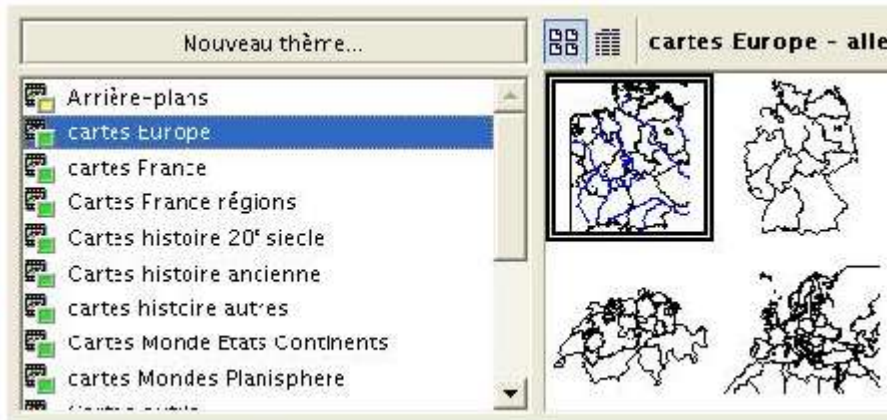 Nouveau thème...
cartes Europe - alle
Arrière-plans
cartes Europe
cartes France
Cartes France régions
Cartes histoire 20e siecle
Cartes histoire ancienne
cartes histoire autres
Cartes Monde Etats Continents
cartes Mondes Planisphere